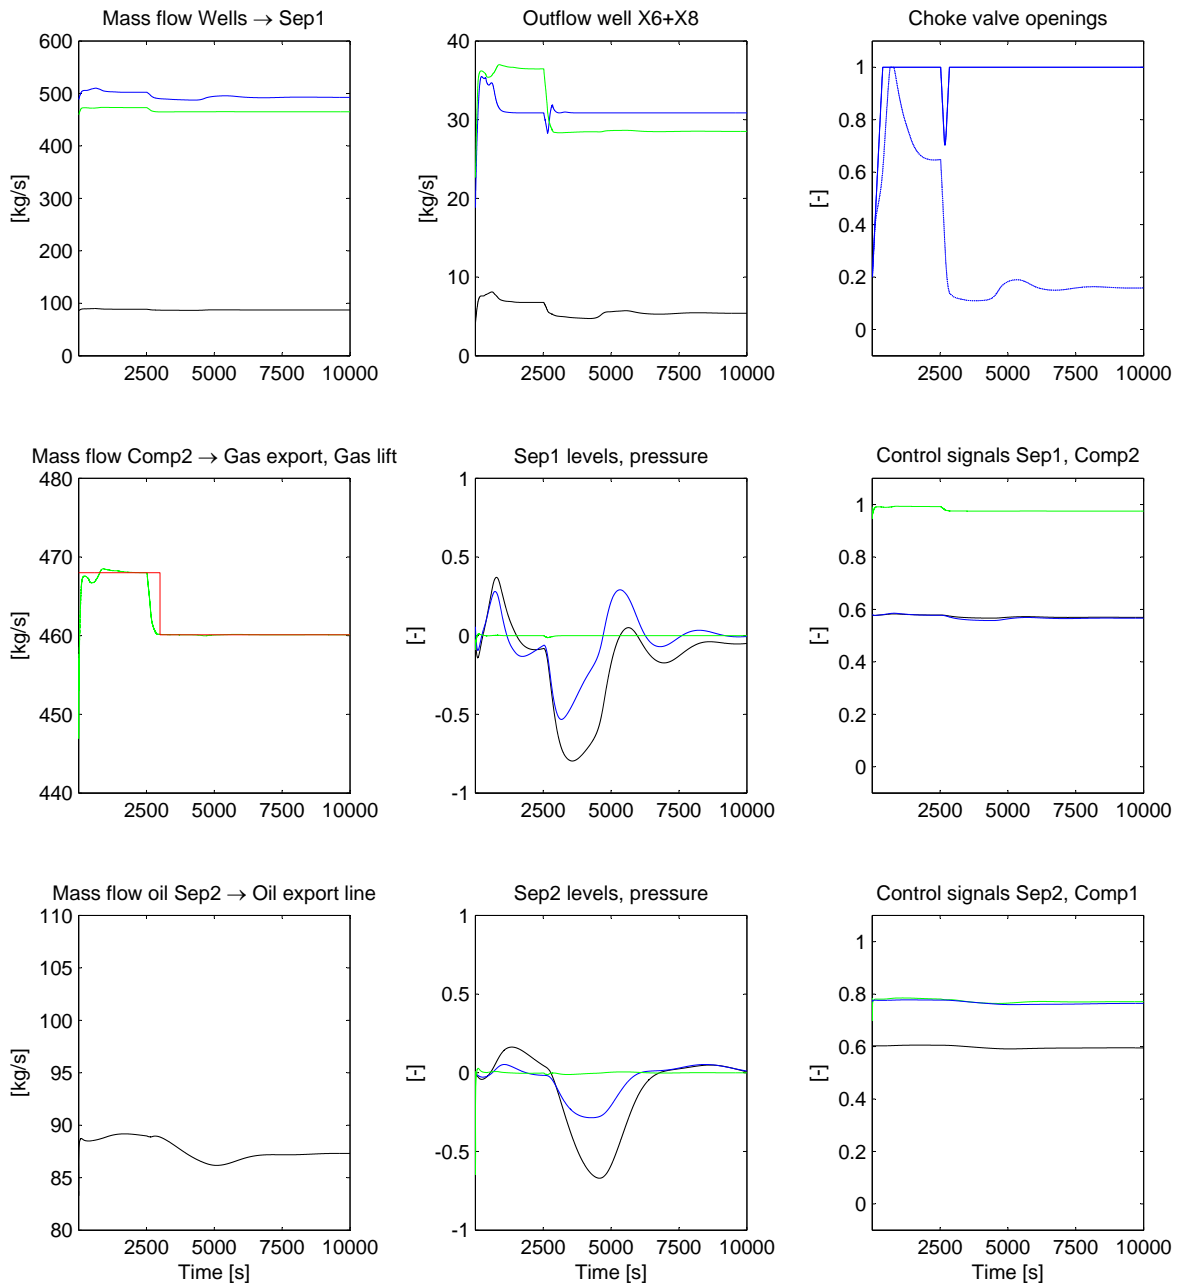 Mass flow Wells → Sep1
Outflow well X6+X8
Choke valve openings
600
500
400
300
200
100
0
[kg/s]
2500 5000 7500 10000
40
30
20
10
0
[kg/s]
2500 5000 7500 10000
1
0.8
0.6
0.4
0.2
0
[-]
2500 5000 7500 10000
Mass flow Comp2 → Gas export, Gas lift
Sep1 levels, pressure
Control signals Sep1, Comp2
480
470
460
450
440
[kg/s]
2500 5000 7500 10000
1
0.5
0
-0.5
-1
[-]
2500 5000 7500 10000
1
0.8
0.6
0.4
0.2
0
[-]
2500 5000 7500 10000
Mass flow oil Sep2 → Oil export line
Sep2 levels, pressure
Control signals Sep2, Comp1
110
105
100
95
90
85
80
[kg/s]
2500 5000 7500 10000
Time [s]
1
0.5
0
-0.5
-1
[-]
2500 5000 7500 10000
Time [s]
1
0.8
0.6
0.4
0.2
0
[-]
2500 5000 7500 10000
Time [s]